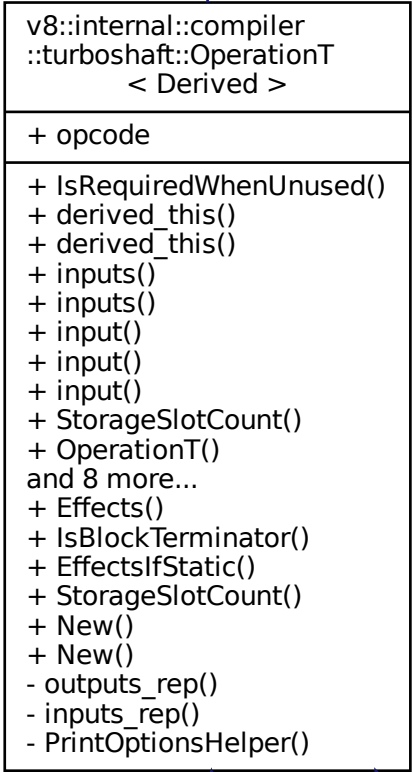 v8::internal::compiler
::turboshaft::OperationT
< Derived >
+ opcode
+ IsRequiredWhenUnused()
+ derived_this()
+ derived_this()
+ inputs()
+ inputs()
+ input()
+ input()
+ input()
+ StorageSlotCount()
+ OperationT()
and 8 more...
+ Effects()
+ IsBlockTerminator()
+ EffectsIfStatic()
+ StorageSlotCount()
+ New()
+ New()
- outputs_rep()
- inputs_rep()
- PrintOptionsHelper()